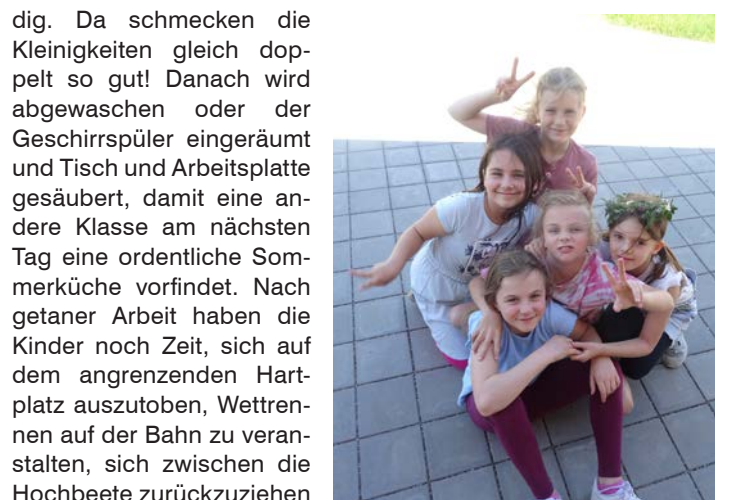 dig. Da schmecken die
Kleinigkeiten gleich dop-
pelt so gut! Danach wird
abgewaschen oder der
Geschirrspüler eingeräumt
und Tisch und Arbeitsplatte
gesäubert, damit eine an-
dere Klasse am nächsten
Tag eine ordentliche Som-
merküche vorfindet. Nach
getaner Arbeit haben die
Kinder noch Zeit, sich auf
dem angrenzenden Hart-
platz auszutoben, Wettren-
nen auf der Bahn zu veran-
stalten, sich zwischen die
Hochbeete zurückzuziehen